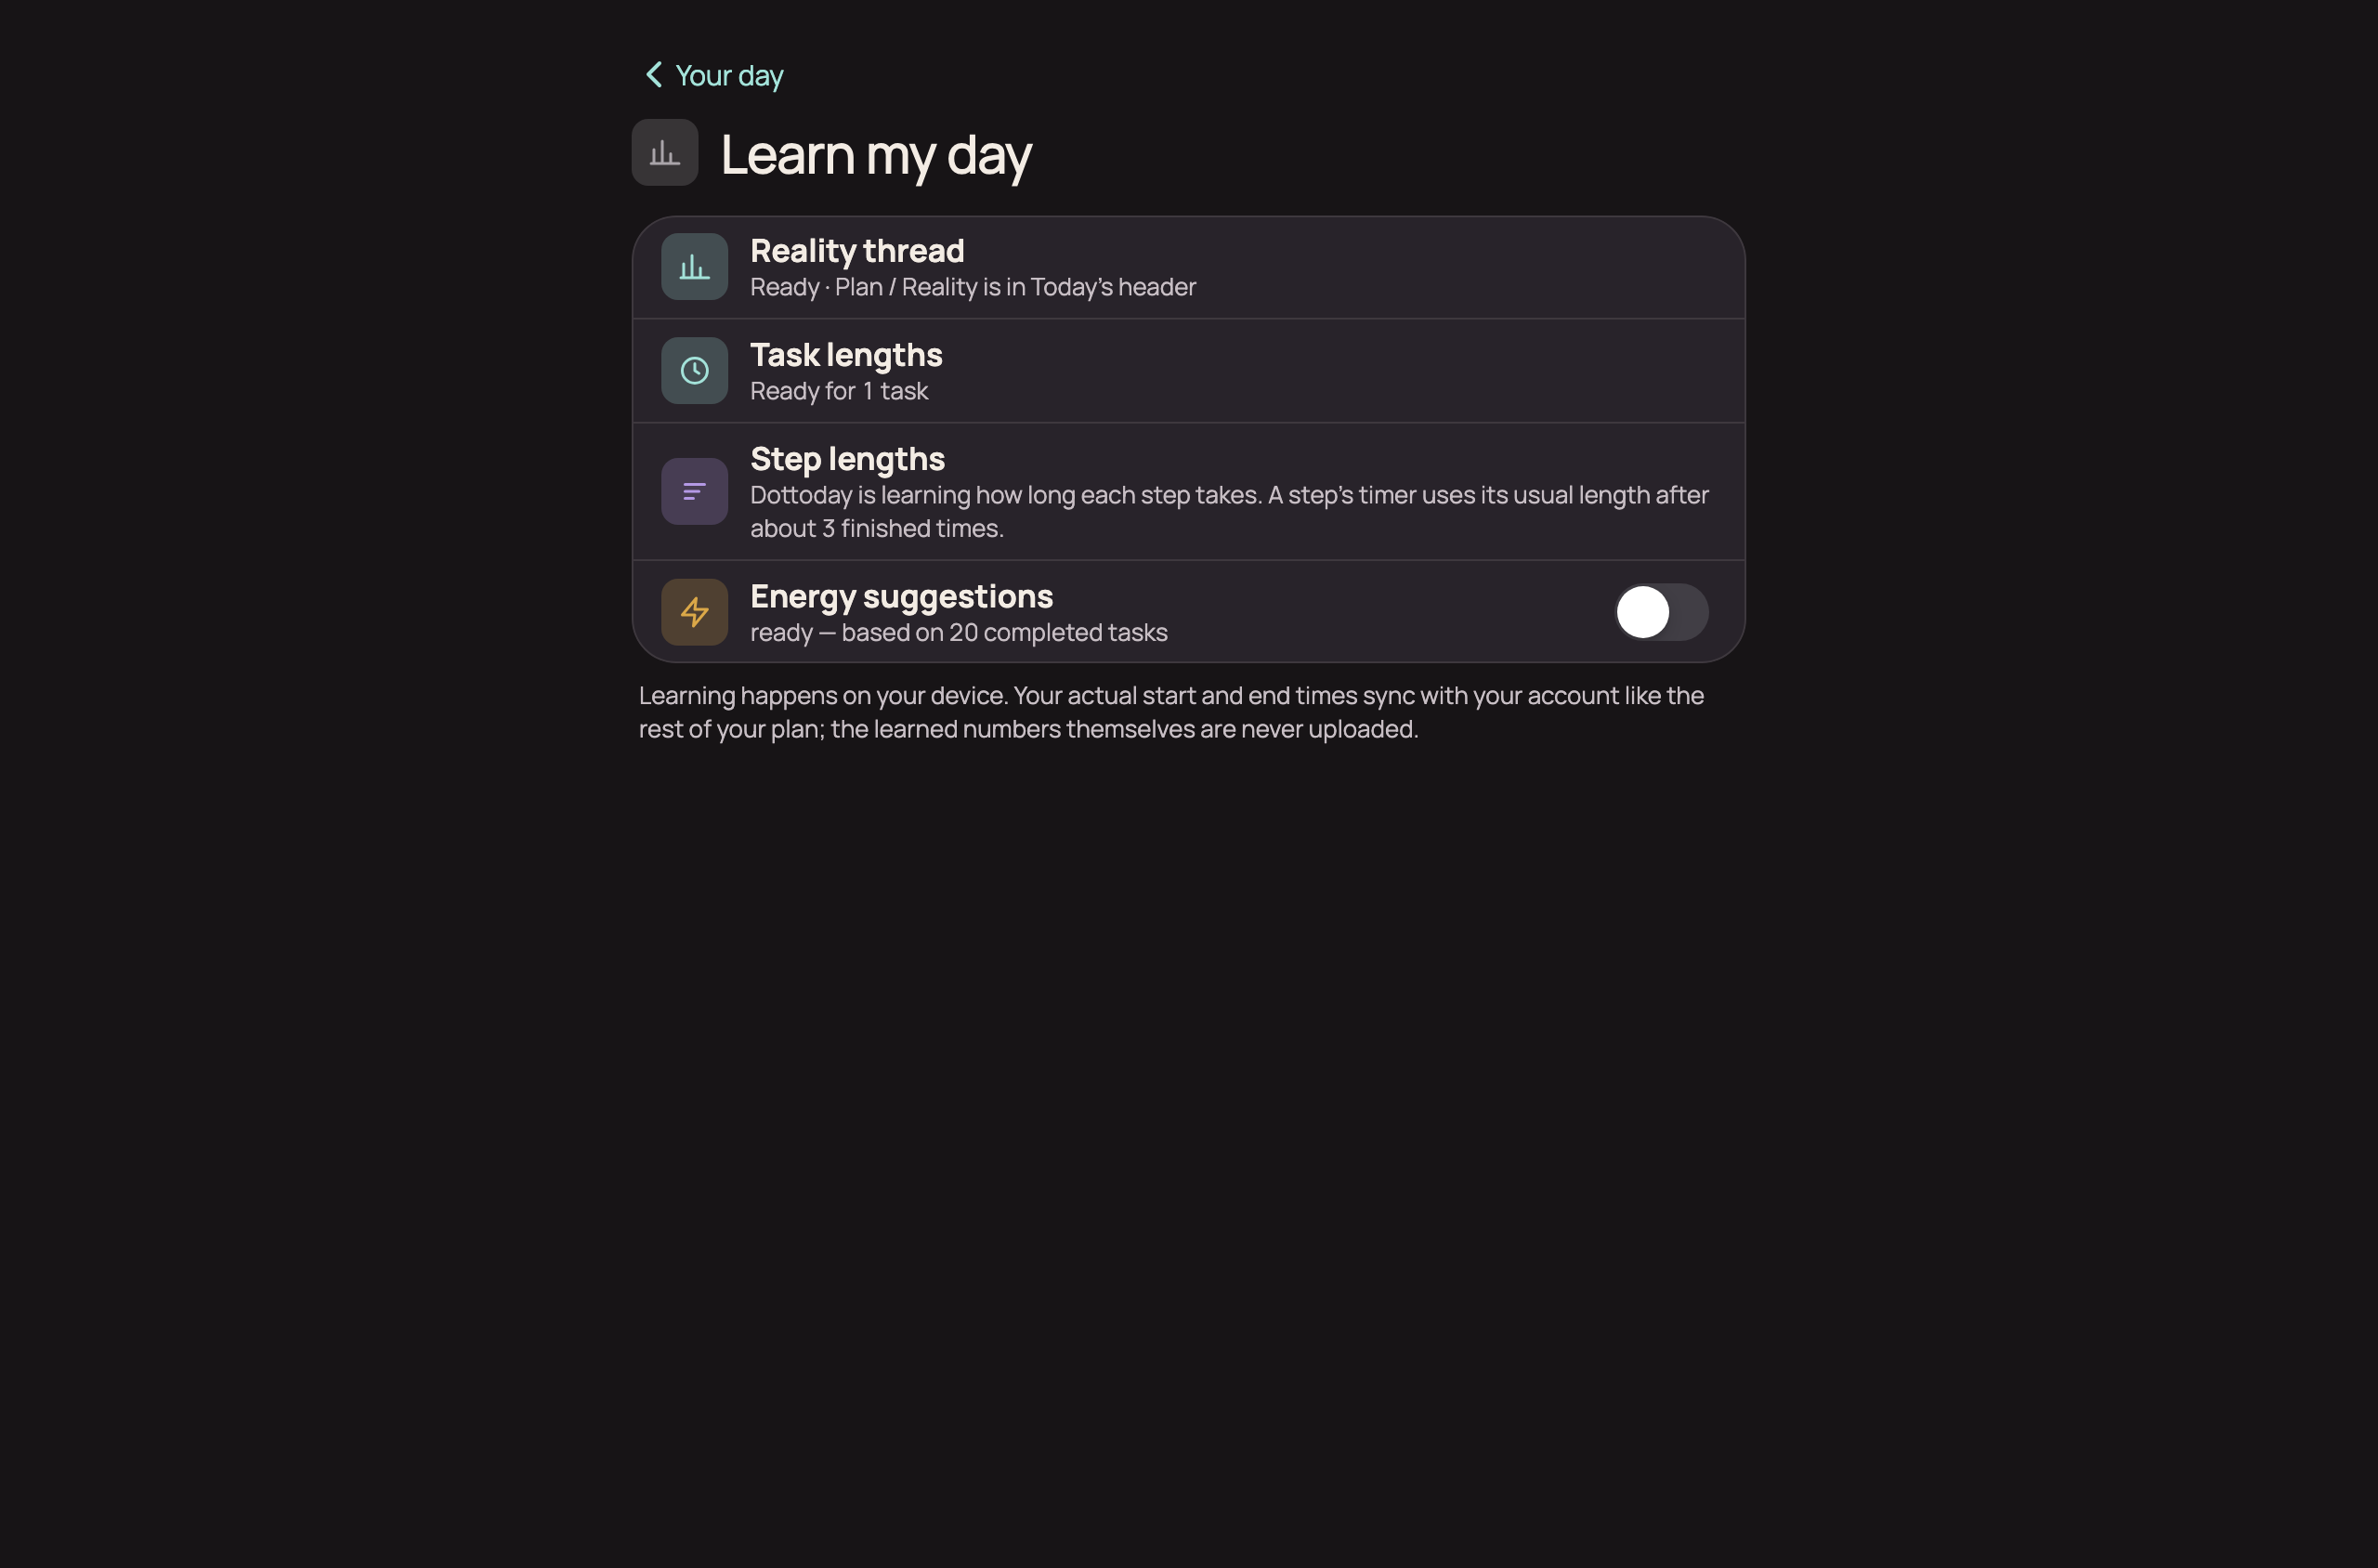 Your day
Learn my day
Reality thread
Ready · Plan / Reality is in Today’s header
Task lengths
Ready for 1 task
Step lengths
Dottoday is learning how long each step takes. A step’s timer uses its usual length after
about 3 finished times.
Energy suggestions
ready — based on 20 completed tasks
Learning happens on your device. Your actual start and end times sync with your account like the
rest of your plan; the learned numbers themselves are never uploaded.